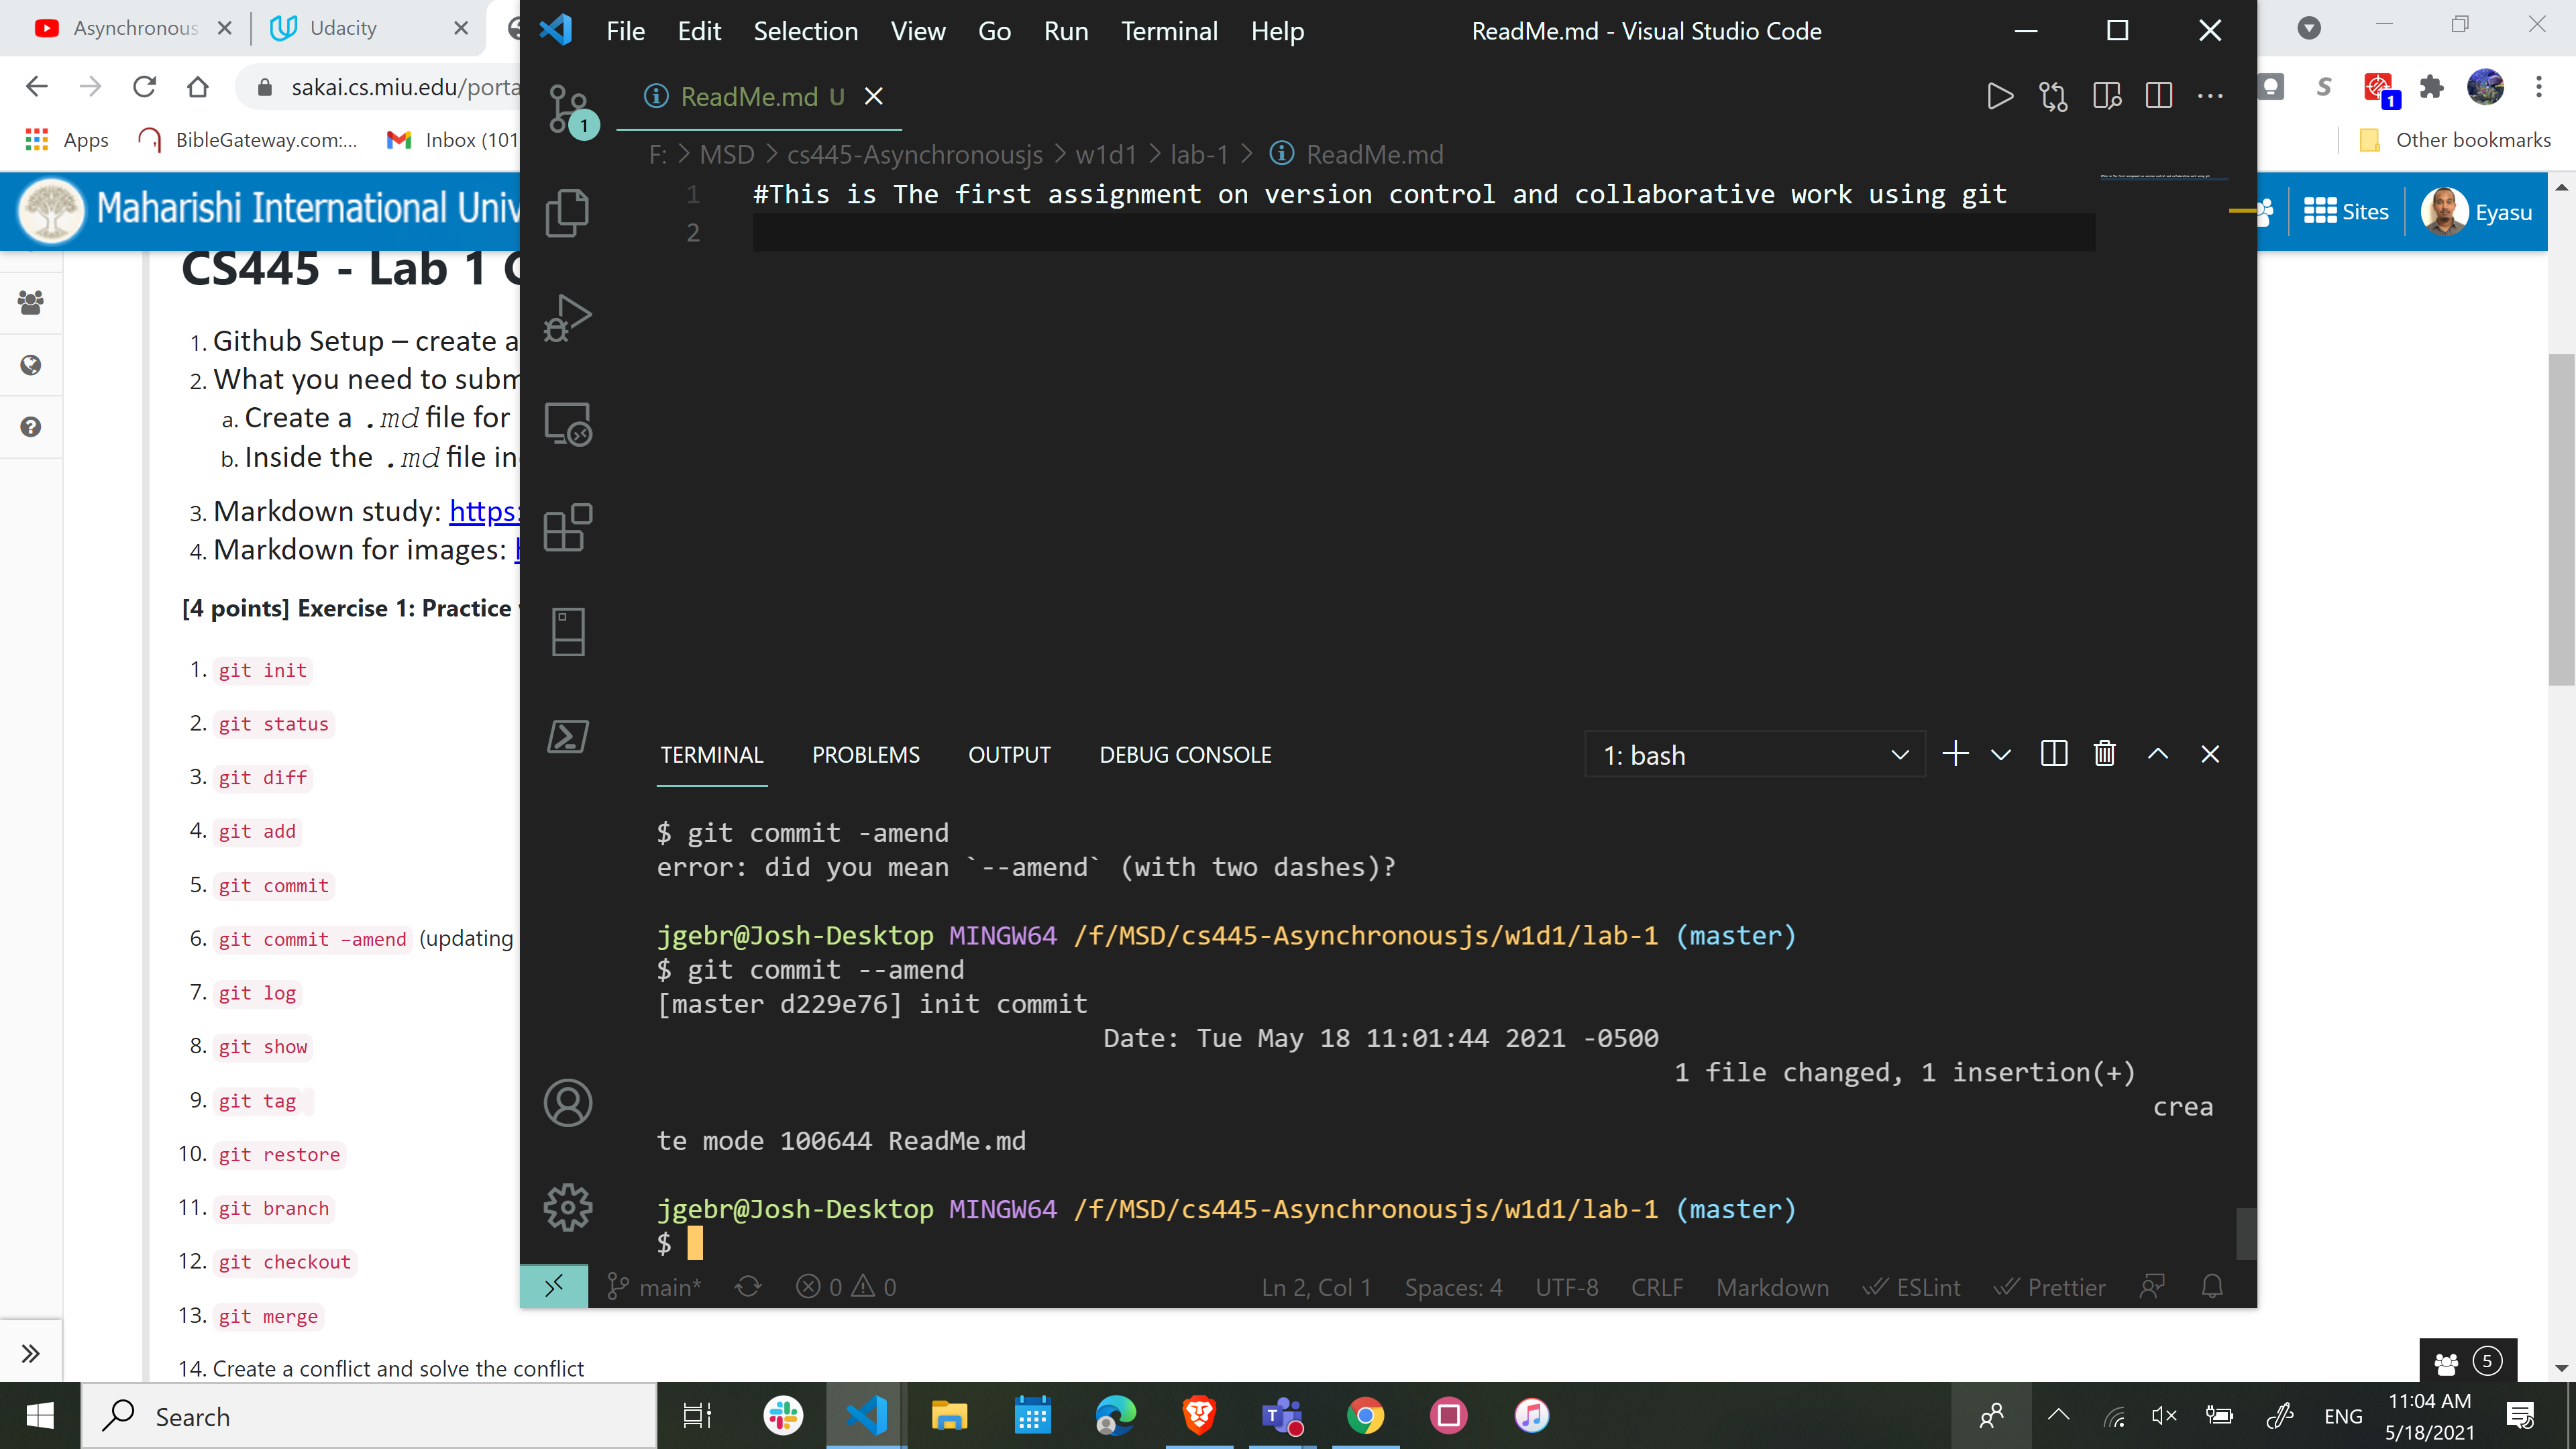 Asynchronous
Udacity
File Edit Selection View Go Run Terminal Help
ReadMe.md - Visual Studio Code
sakai.cs.miu.edu/porta
ReadMe.md U
1
1
Apps
BibleGateway.com:...
Inbox (101
Other bookmarks
F: > MSD > cs445-Asynchronousjs > w1d1 > lab-1 > ReadMe.md
Maharishi International Univ
Sites
Eyasu
1 #This is The first assignment on version control and collaborative work using git
2
CS445 - Lab 1
1. Github Setup – create a
2. What you need to subm
a. Create a .md file for
b. Inside the .md file in
3. Markdown study: https:
4. Markdown for images:
[4 points] Exercise 1: Practice
1. git init
2. git status
3. git diff
4. git add
5. git commit
6. git commit –amend (updating
7. git log
8. git show
9. git tag
10. git restore
11. git branch
12. git checkout
13. git merge
14. Create a conflict and solve the conflict
TERMINAL PROBLEMS OUTPUT DEBUG CONSOLE
1: bash
$ git commit -amend
error: did you mean `--amend` (with two dashes)?
jgebr@Josh-Desktop MINGW64 /f/MSD/cs445-Asynchronousjs/w1d1/lab-1 (master)
$ git commit --amend
[master d229e76] init commit
Date: Tue May 18 11:01:44 2021 -0500
1 file changed, 1 insertion(+)
crea
te mode 100644 ReadMe.md
jgebr@Josh-Desktop MINGW64 /f/MSD/cs445-Asynchronousjs/w1d1/lab-1 (master)
$
main* 0 0
Ln 2, Col 1 Spaces: 4 UTF-8 CRLF Markdown ESLint Prettier
5
Search
ENG
11:04 AM
5/18/2021